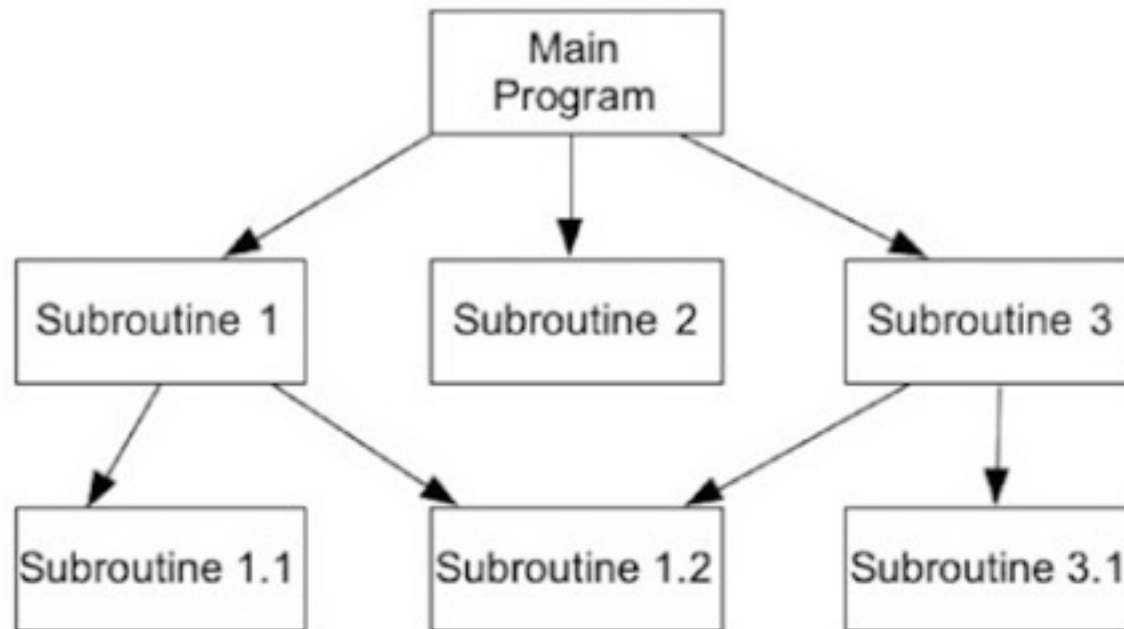 Main
Program
Subroutine 1
Subroutine 2
Subroutine 3
Subroutine 1.1
Subroutine 1.2
Subroutine 3.1